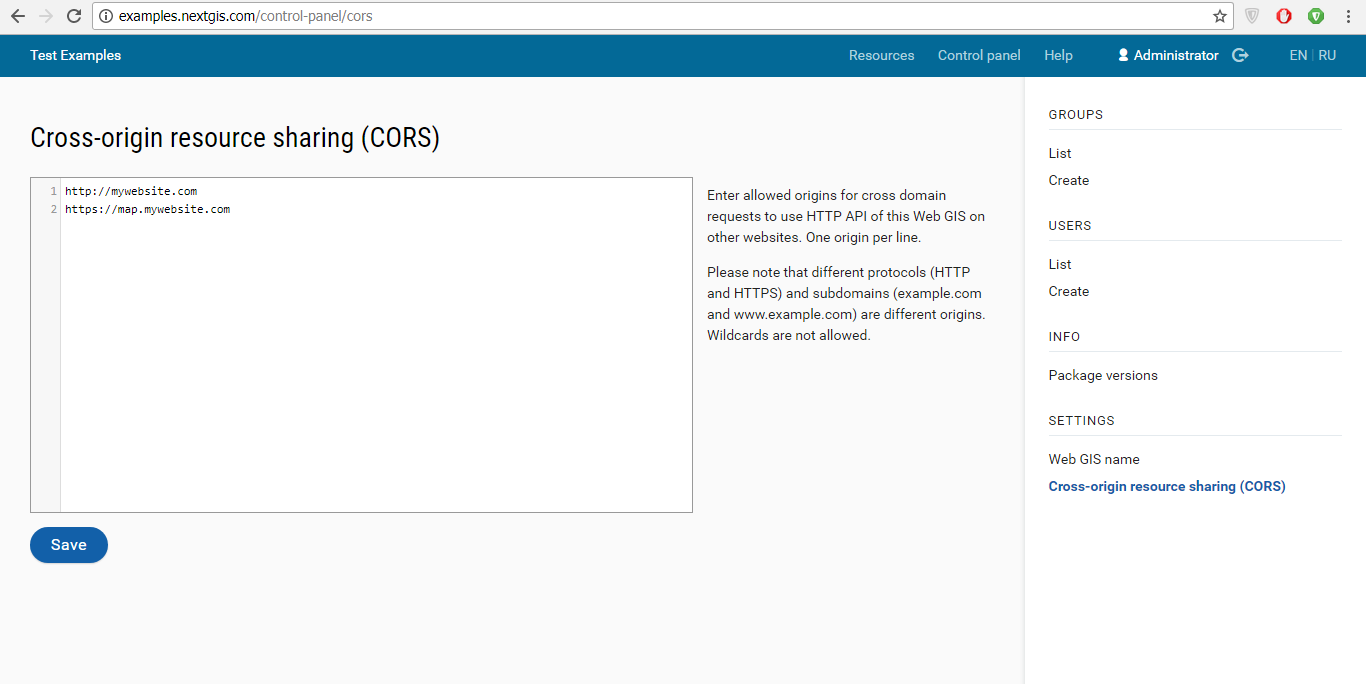 examples.nextgis.com/control-panel/cors
Test Examples
Resources Control panel Help Administrator EN | RU
Cross-origin resource sharing (CORS)
1 http://mywebsite.com
2 https://map.mywebsite.com
Enter allowed origins for cross domain
requests to use HTTP API of this Web GIS on
other websites. One origin per line.
Please note that different protocols (HTTP
and HTTPS) and subdomains (example.com
and www.example.com) are different origins.
Wildcards are not allowed.
Save
GROUPS
List
Create
USERS
List
Create
INFO
Package versions
SETTINGS
Web GIS name
Cross-origin resource sharing (CORS)